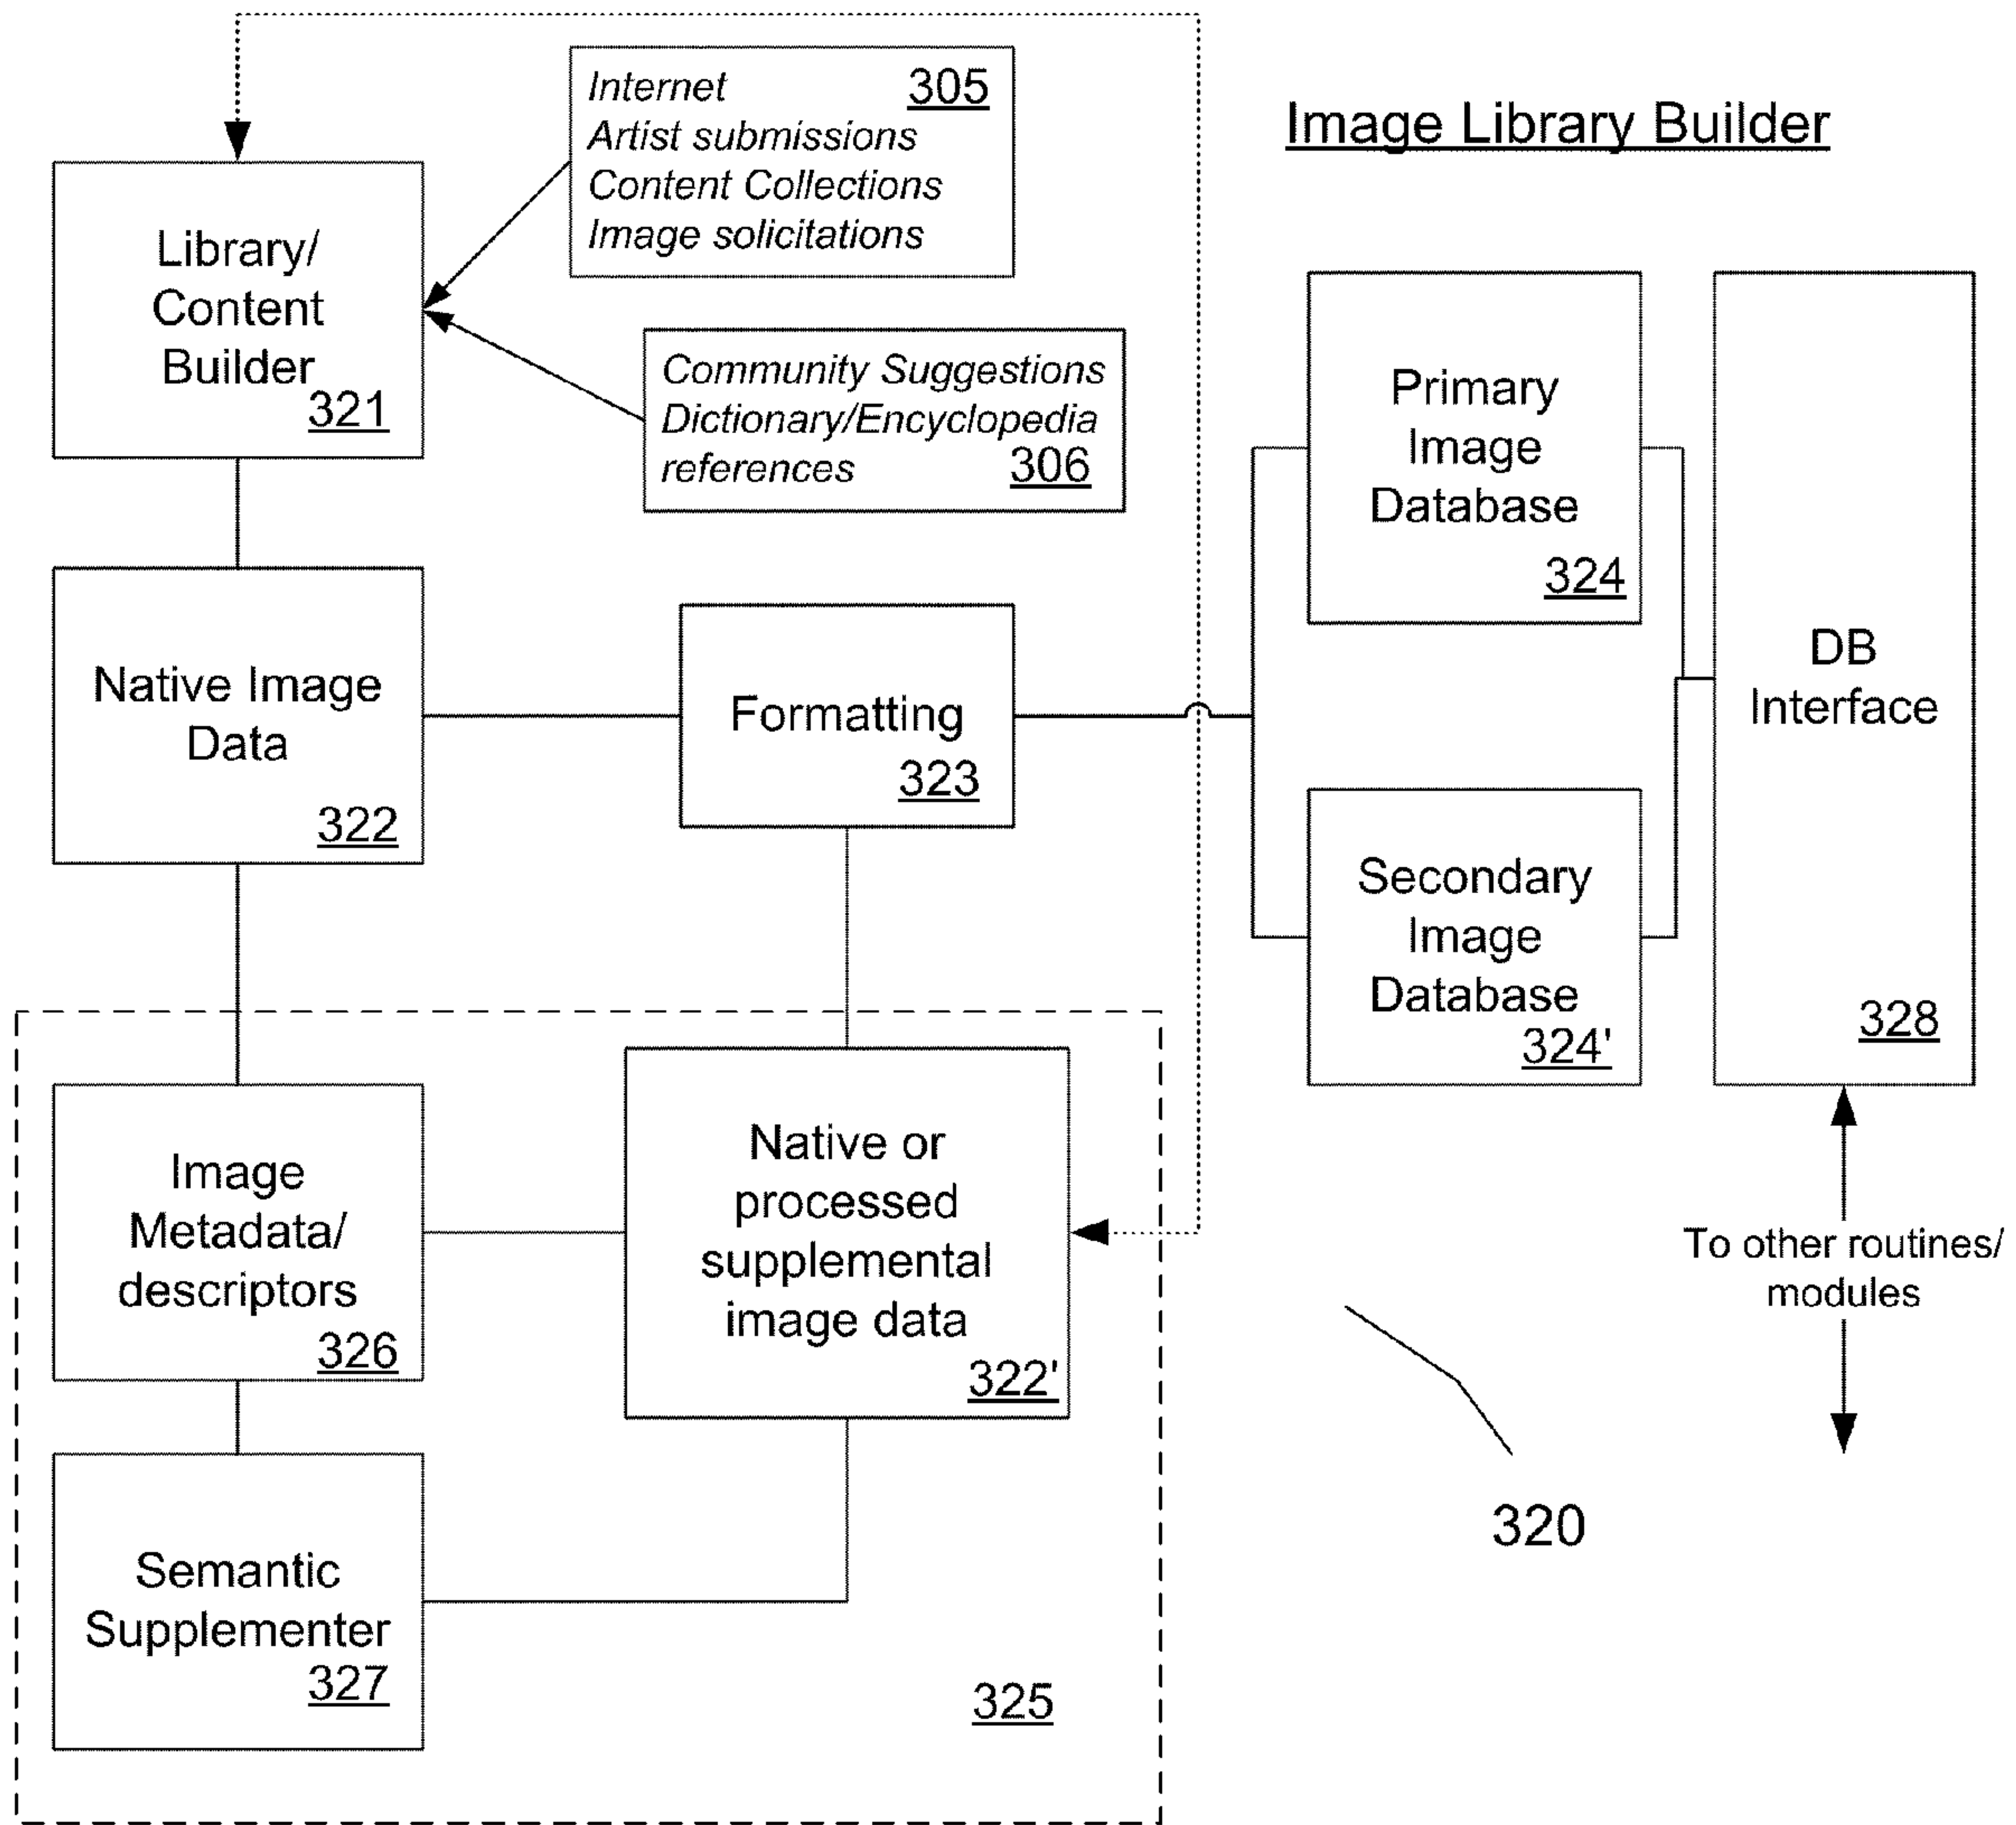 Internet 305
Artist submissions
Content Collections
Image solicitations
Image Library Builder
Library/
Content
Builder
321
Community Suggestions
Dictionary/Encyclopedia
references 306
Primary
Image
Database
324
Native Image
Data
322
Formatting
323
DB
Interface
328
Secondary
Image
Database
324'
Image
Metadata/
descriptors
326
Native or
processed
supplemental
image data
322'
To other routines/
modules
320
Semantic
Supplementer
327
325